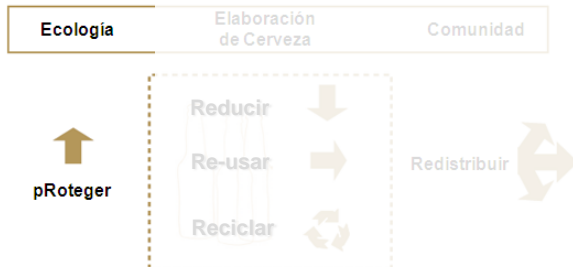 Ecología
Elaboración
de Cerveza
Comunidad
Reducir
Re-usar
Redistribuir
pRoteger
Reciclar